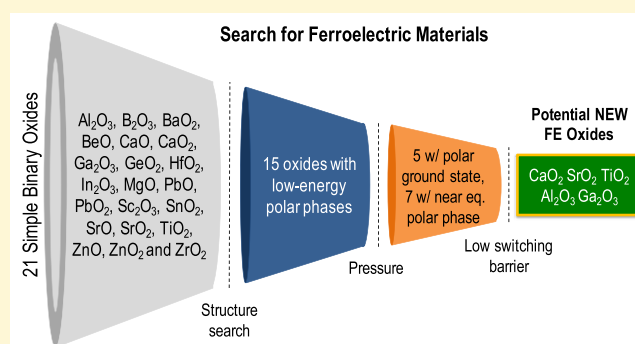 Search for Ferroelectric Materials
21 Simple Binary Oxides
Al₂O₃, B₂O₃, BaO₂,
BeO, CaO, CaO₂,
Ga₂O₃, GeO₂, HfO₂,
In₂O₃, MgO, PbO,
PbO₂, Sc₂O₃, SnO₂,
SrO, SrO₂, TiO₂,
ZnO, ZnO₂ and ZrO₂
Structure
search
15 oxides with
low-energy
polar phases
Pressure
5 w/ polar
ground state,
7 w/ near eq.
polar phase
Low switching
barrier
Potential NEW
FE Oxides
CaO₂ SrO₂ TiO₂
Al₂O₃ Ga₂O₃